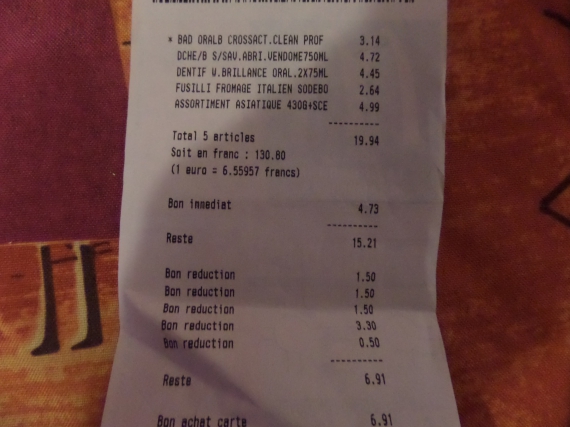 * BAD ORALB CROSSACT.CLEAN PROF 3.14
DCHE/B S/SAV.ABRI.VENDOME750ML 4.72
DENTIF W.BRILLANCE ORAL.2X75ML 4.45
FUSILLI FROMAGE ITALIEN SODEBO 2.64
ASSORTIMENT ASIATIQUE 430G+SCE 4.99
----------
Total 5 articles 19.94
Soit en franc : 130.80
(1 euro = 6.55957 francs)
Bon immediat 4.73
----------
Reste 15.21
Bon reduction 1.50
Bon reduction 1.50
Bon reduction 1.50
Bon reduction 3.30
Bon reduction 0.50
----------
Reste 6.91
Bon achat carte 6.91